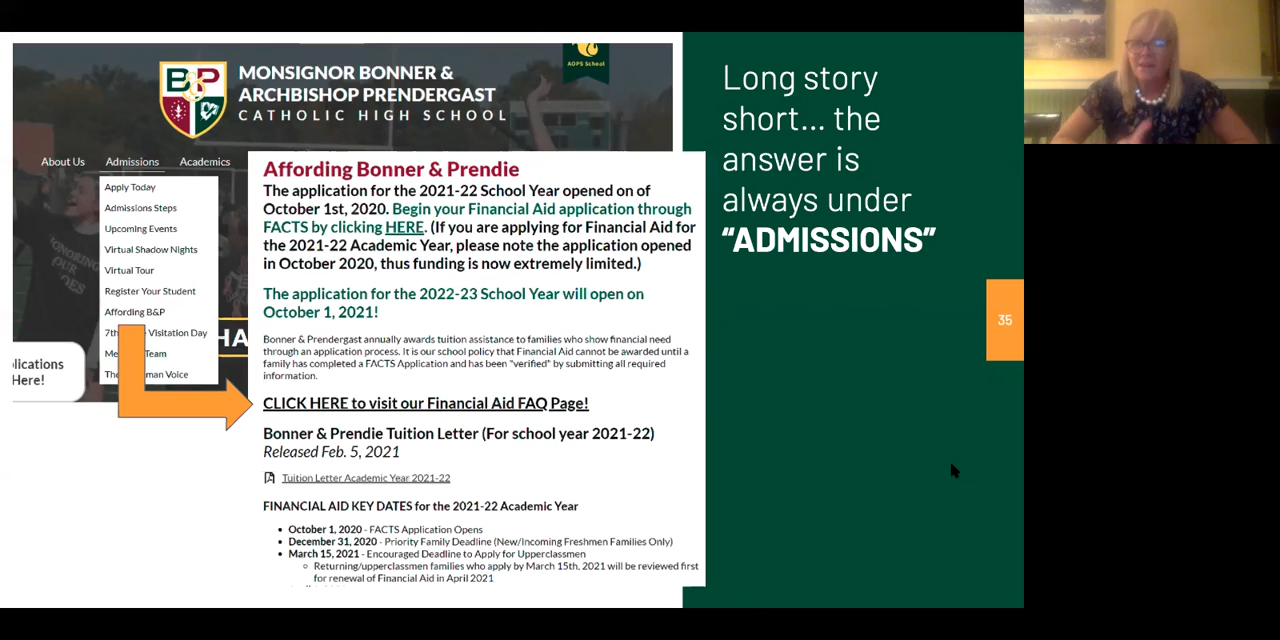 B&P
MONSIGNOR BONNER &
ARCHBISHOP PRENDERGAST
CATHOLIC HIGH SCHOOL
AOPS School
About Us Admissions Academics
Apply Today
Admissions Steps
Upcoming Events
Virtual Shadow Nights
Virtual Tour
Register Your Student
Affording B&P
7th Visitation Day
Team
Voice
HA
Here!
Affording Bonner & Prendie
The application for the 2021-22 School Year opened on of
October 1st, 2020. Begin your Financial Aid application through
FACTS by clicking HERE. (If you are applying for Financial Aid for
the 2021-22 Academic Year, please note the application opened
in October 2020, thus funding is now extremely limited.)
The application for the 2022-23 School Year will open on
October 1, 2021!
Bonner & Prendergast annually awards tuition assistance to families who show financial need
through an application process. It is our school policy that Financial Aid cannot be awarded until a
family has completed a FACTS Application and has been "verified" by submitting all required
information.
CLICK HERE to visit our Financial Aid FAQ Page!
Bonner & Prendie Tuition Letter (For school year 2021-22)
Released Feb. 5, 2021
Tuition Letter Academic Year 2021-22
FINANCIAL AID KEY DATES for the 2021-22 Academic Year
• October 1, 2020 - FACTS Application Opens
• December 31, 2020 - Priority Family Deadline (New/Incoming Freshmen Families Only)
• March 15, 2021 - Encouraged Deadline to Apply for Upperclassmen
◦ Returning/upperclassmen families who apply by March 15th, 2021 will be reviewed first
for renewal of Financial Aid in April 2021
Long story
short... the
answer is
always under
“ADMISSIONS”
35